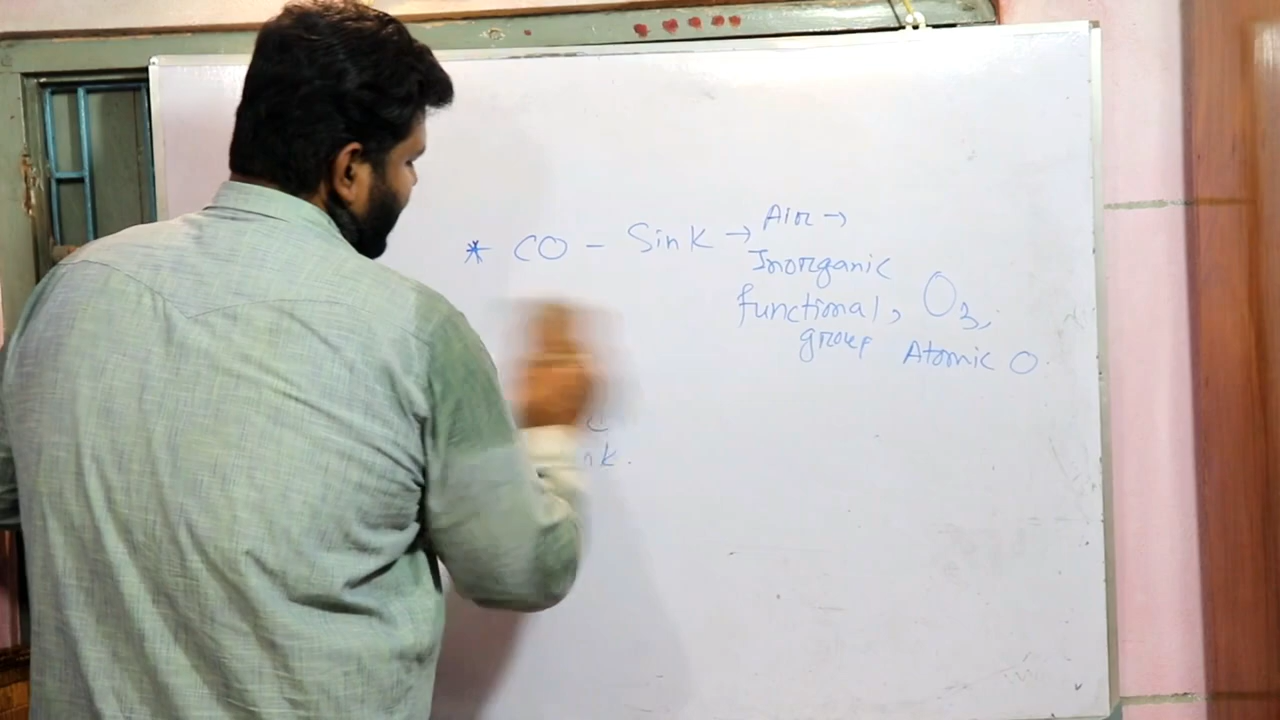 * CO - Sink → Air →
Inorganic
functional, O3,
group Atomic O.
nk.